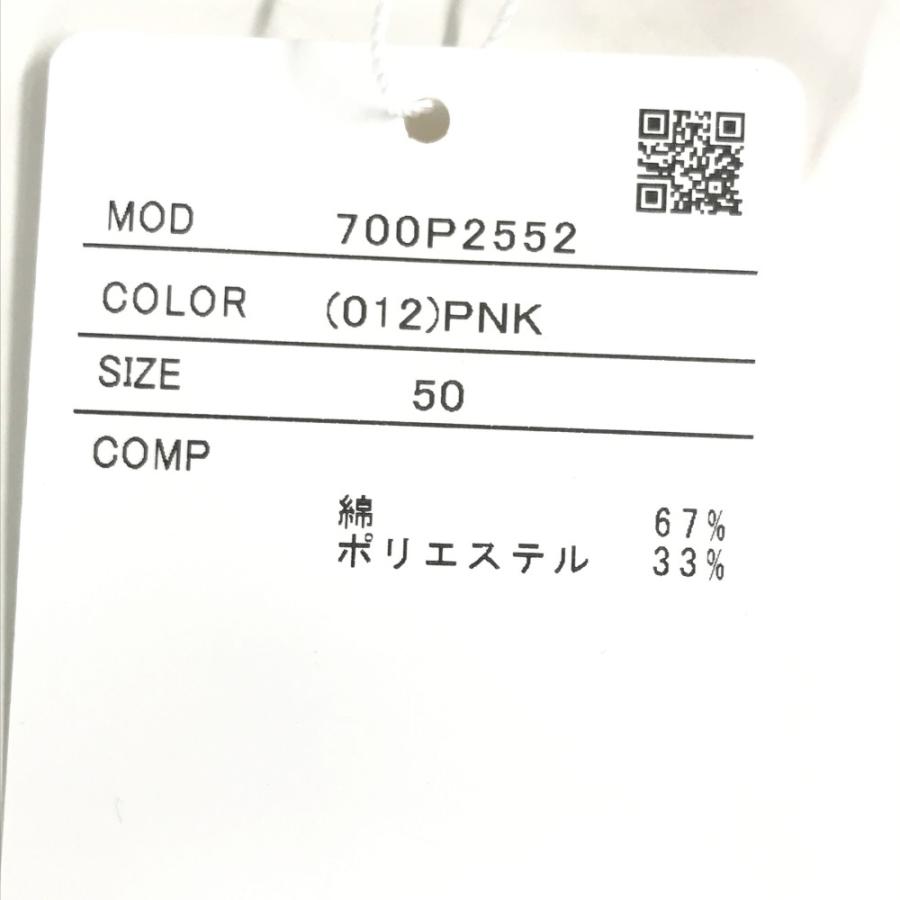 MOD 700P2552
COLOR (012)PNK
SIZE 50
COMP
綿 67%
ポリエステル 33%